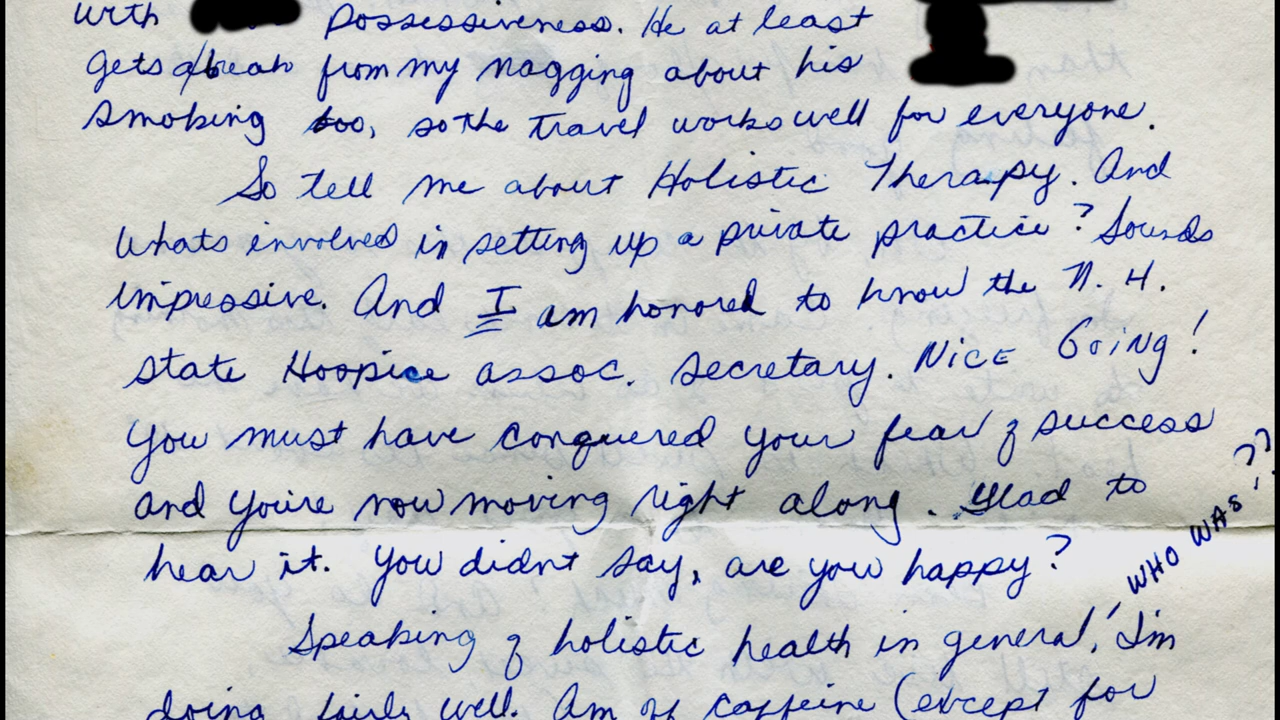 with possessiveness. He at least
gets a break from my nagging about his
smoking too, so the travel works well for everyone.
So tell me about Holistic Therapy. And
whats involved in setting up a private practice? Sounds
impressive. And I am honored to know the N. H.
state Hospice assoc. secretary. NICE GOING!
You must have conquered your fear of success
and you're now moving right along. Glad to
hear it. You didn't say, are you happy?
WHO WAS??
Speaking of holistic health in general, I'm
doing fairly well. Am off caffeine (except for